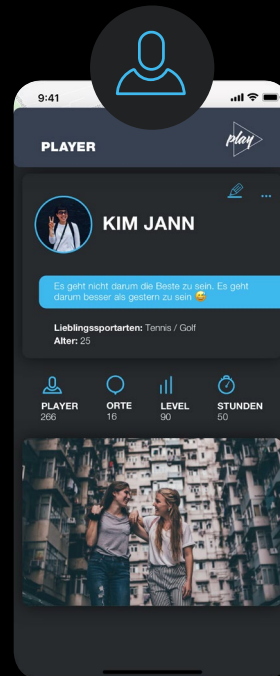 9:41
PLAYER
play
KIM JANN
Es geht nicht darum die Beste zu sein. Es geht
darum besser als gestern zu sein 😅
Lieblingssportarten: Tennis / Golf
Alter: 25
PLAYER ORTE LEVEL STUNDEN
266 16 90 50